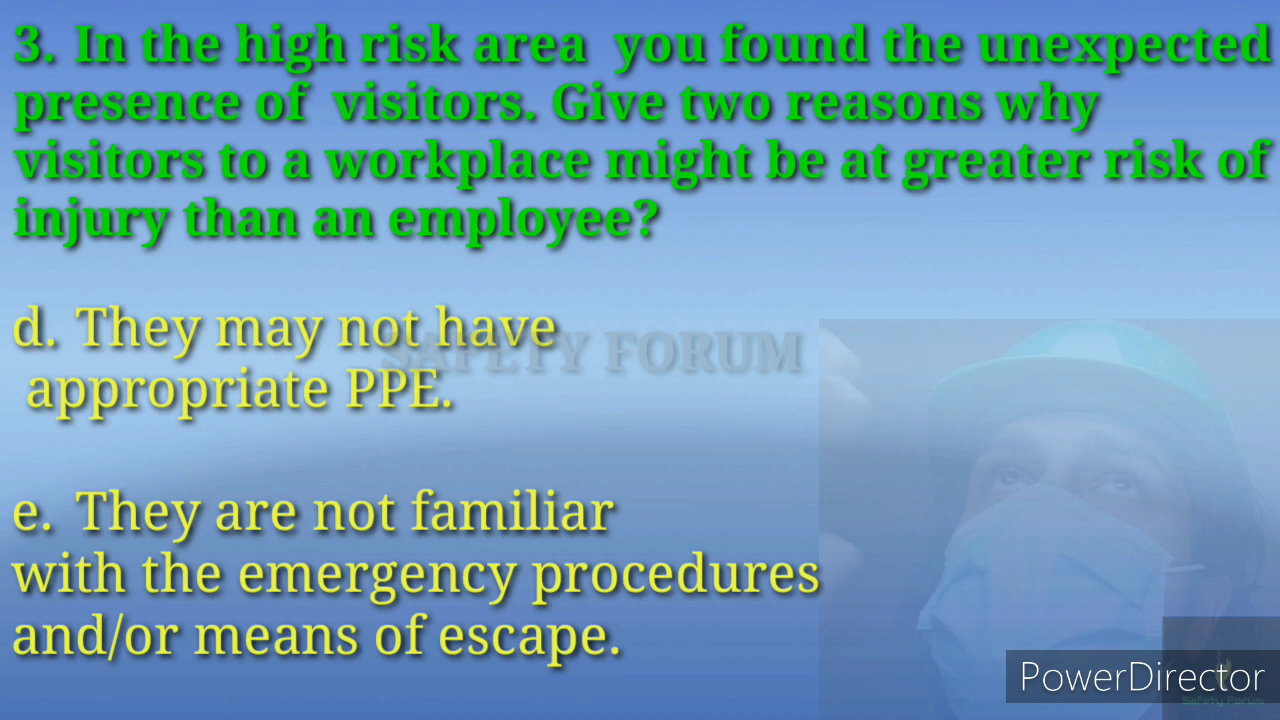 3. In the high risk area you found the unexpected
presence of visitors. Give two reasons why
visitors to a workplace might be at greater risk of
injury than an employee?
d. They may not have
appropriate PPE.
SAFETY FORUM
e. They are not familiar
with the emergency procedures
and/or means of escape.
PowerDirector
Safety Forum